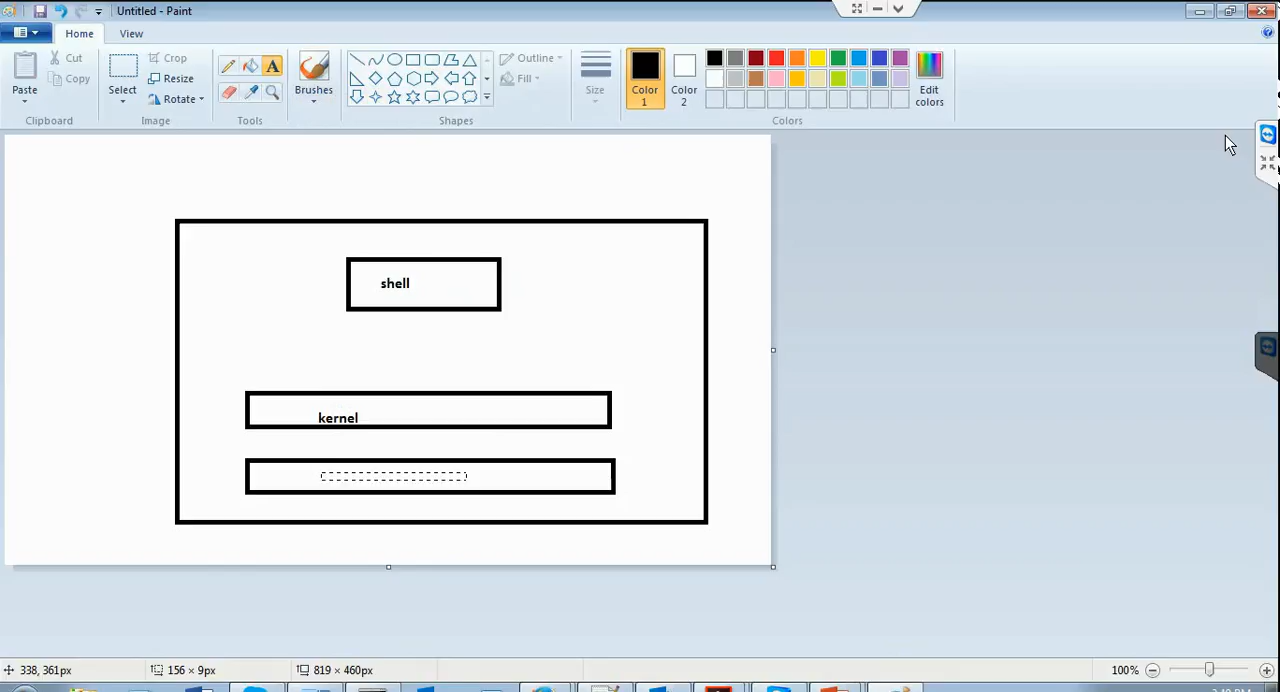 Untitled - Paint
Home
View
Paste
Cut
Copy
Clipboard
Select
Crop
Resize
Rotate
Image
A
Tools
Brushes
Outline
Fill
Shapes
Size
Color 1
Color 2
Edit colors
Colors
shell
kernel
338, 361px
156 × 9px
819 × 460px
100%